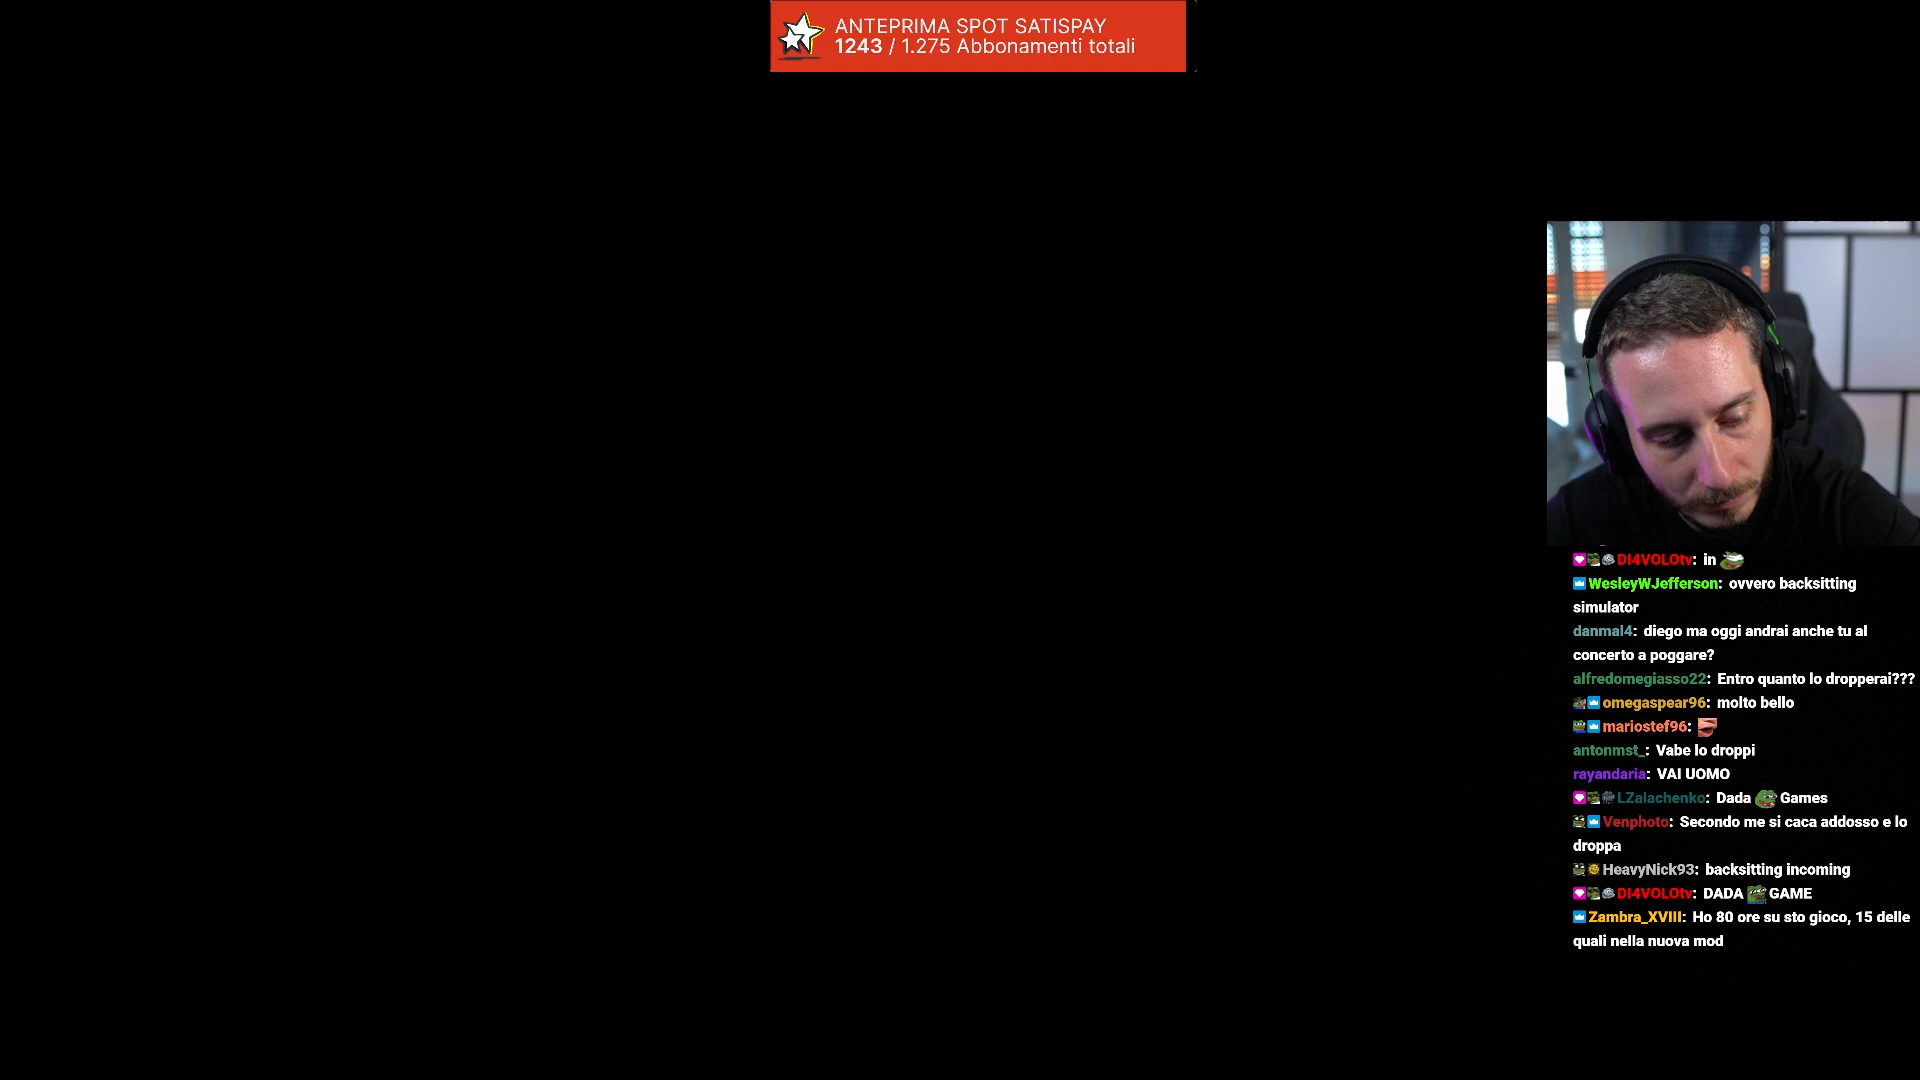 ANTEPRIMA SPOT SATISPAY
1243 / 1.275 Abbonamenti totali
DI4VOLOtv: in
WesleyWJefferson: ovvero backsitting
simulator
danmal4: diego ma oggi andrai anche tu al
concerto a poggare?
alfredomegiasso22: Entro quanto lo dropperai???
omegaspear96: molto bello
mariostef96:
antonmst_: Vabe lo droppi
rayandaria: VAI UOMO
LZalachenko: Dada Games
Venphoto: Secondo me si caca addosso e lo
droppa
HeavyNick93: backsitting incoming
DI4VOLOtv: DADA GAME
Zambra_XVIII: Ho 80 ore su sto gioco, 15 delle
quali nella nuova mod